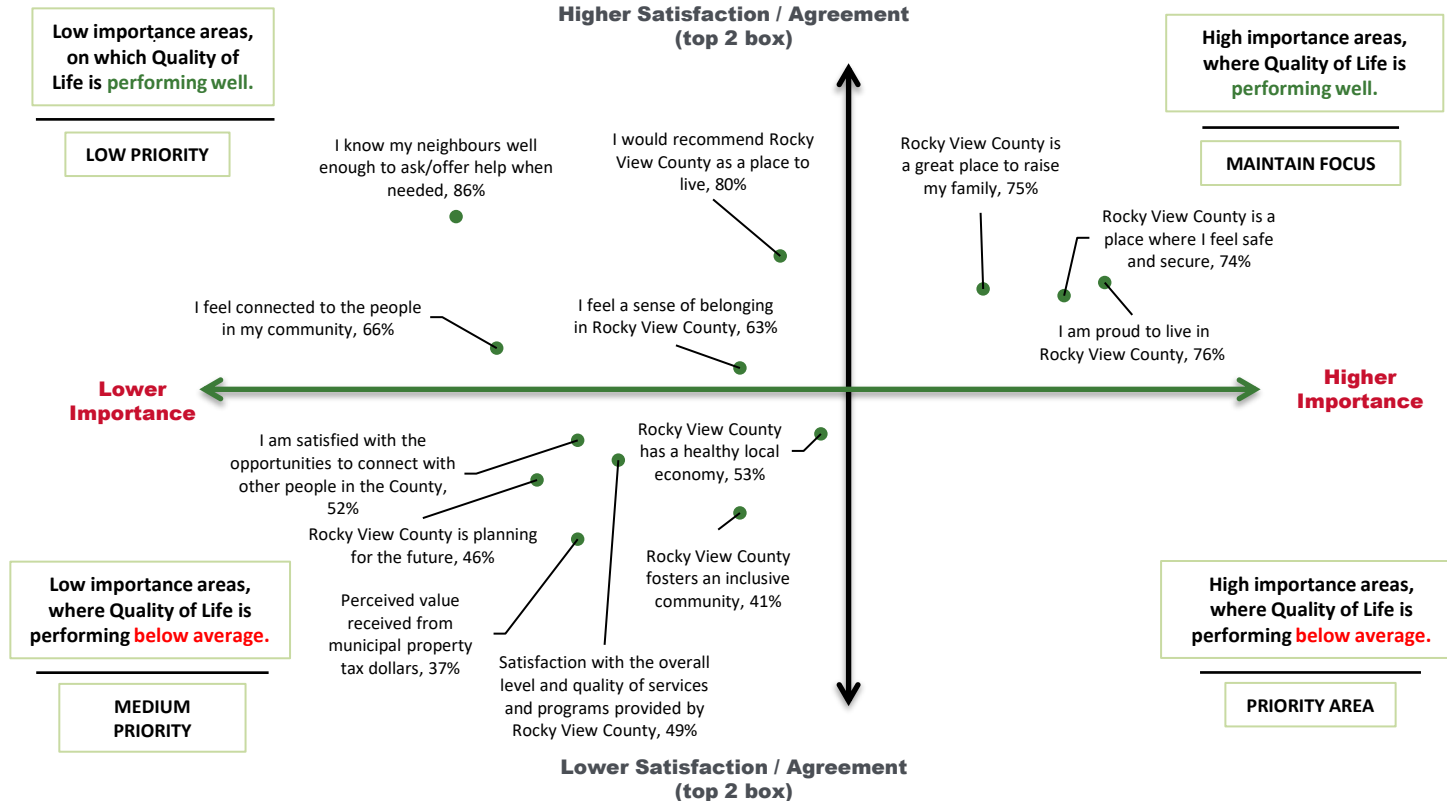 Higher Satisfaction / Agreement
(top 2 box)
Low importance areas,
on which Quality of
Life is performing well.
LOW PRIORITY
High importance areas,
where Quality of Life is
performing well.
MAINTAIN FOCUS
I know my neighbours well
enough to ask/offer help when
needed, 86%
I would recommend Rocky
View County as a place to
live, 80%
Rocky View County is
a great place to raise
my family, 75%
Rocky View County is a
place where I feel safe
and secure, 74%
I feel connected to the people
in my community, 66%
I feel a sense of belonging
in Rocky View County, 63%
I am proud to live in
Rocky View County, 76%
Lower
Importance
Higher
Importance
I am satisfied with the
opportunities to connect with
other people in the County,
52%
Rocky View County
has a healthy local
economy, 53%
Rocky View County is planning
for the future, 46%
Rocky View County
fosters an inclusive
community, 41%
Perceived value
received from
municipal property
tax dollars, 37%
Satisfaction with the overall
level and quality of services
and programs provided by
Rocky View County, 49%
Low importance areas,
where Quality of Life is
performing below average.
MEDIUM
PRIORITY
High importance areas,
where Quality of Life is
performing below average.
PRIORITY AREA
Lower Satisfaction / Agreement
(top 2 box)